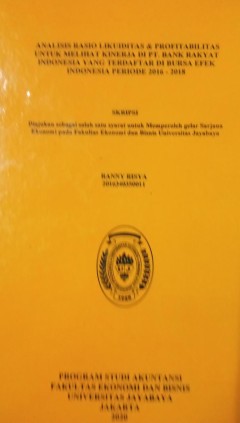 ANALISIS RASIO LIKUIDITAS & PROFITABILITAS
UNTUK MELIHAT KINERJA DI PT. BANK RAKYAT
INDONESIA YANG TERDAFTAR DI BURSA EFEK
INDONESIA PERIODE 2016 - 2018
SKRIPSI
Diajukan sebagai salah satu syarat untuk Memperoleh gelar Sarjana
Ekonomi pada Fakultas Ekonomi dan Bisnis Universitas Jayabaya
RANNY RISYA
PROGRAM STUDI AKUNTANSI
FAKULTAS EKONOMI DAN BISNIS
UNIVERSITAS JAYABAYA
JAKARTA
2020